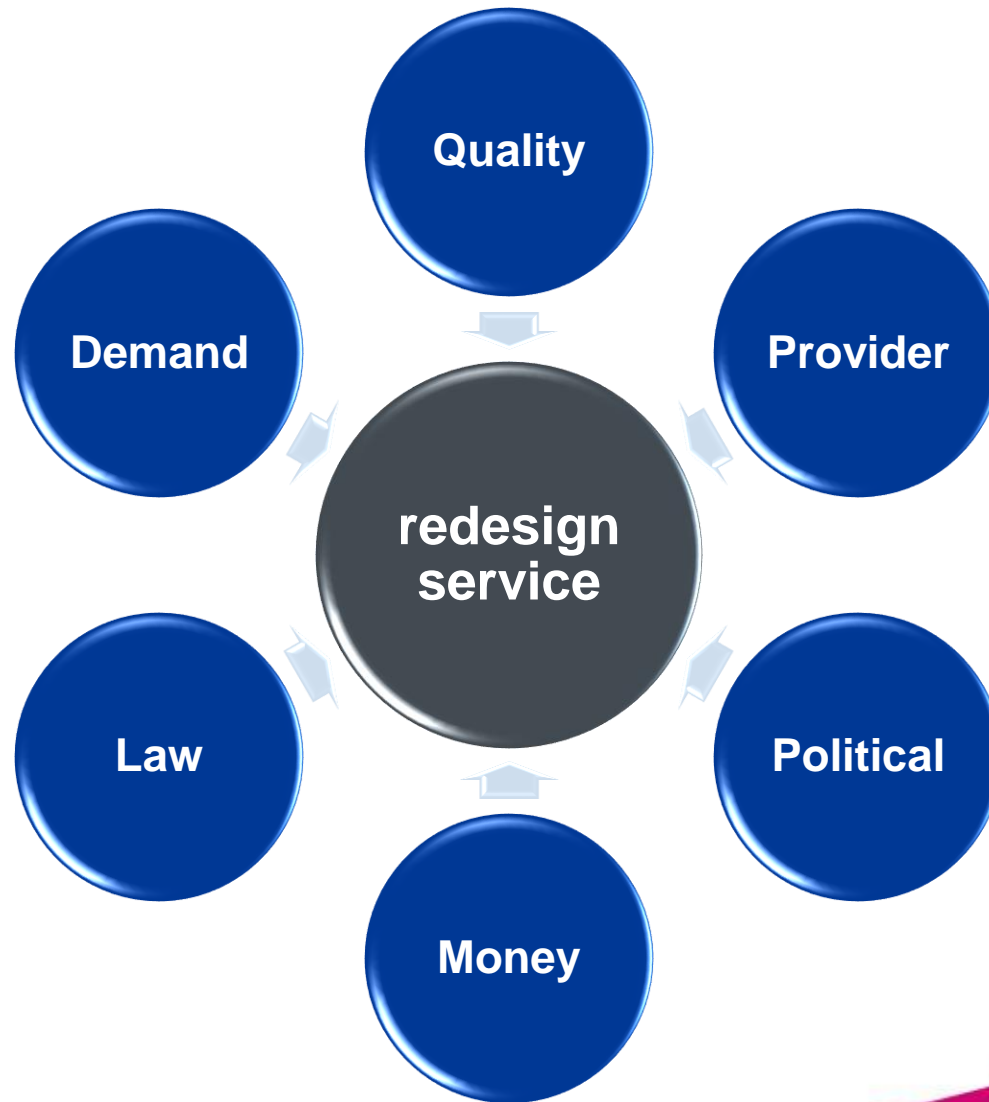 Quality
Demand
Provider
redesign
service
Law
Political
Money